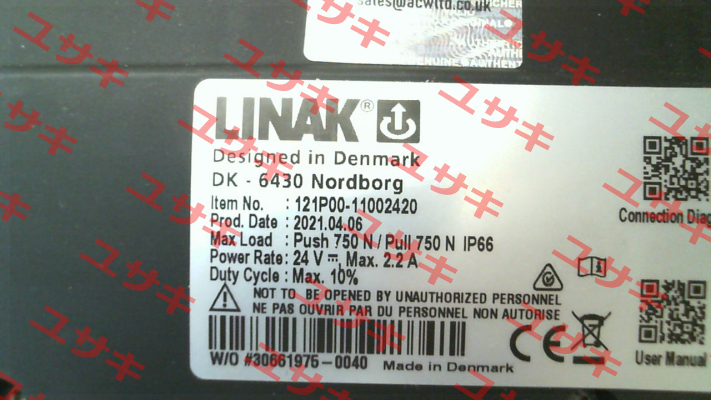 sales@acwltd.co.uk
LINAK®
Designed in Denmark
DK - 6430 Nordborg
Item No. : 121P00-11002420
Prod. Date : 2021.04.06
Max Load : Push 750 N / Pull 750 N IP66
Power Rate : 24 V ⎓, Max. 2.2 A
Duty Cycle : Max. 10%
NOT TO BE OPENED BY UNAUTHORIZED PERSONNEL
NE PAS OUVRIR PAR DU PERSONNEL NON AUTORISE
W/O #30661975-0040 Made in Denmark
Connection Diag
CE
User Manual
ユサキ